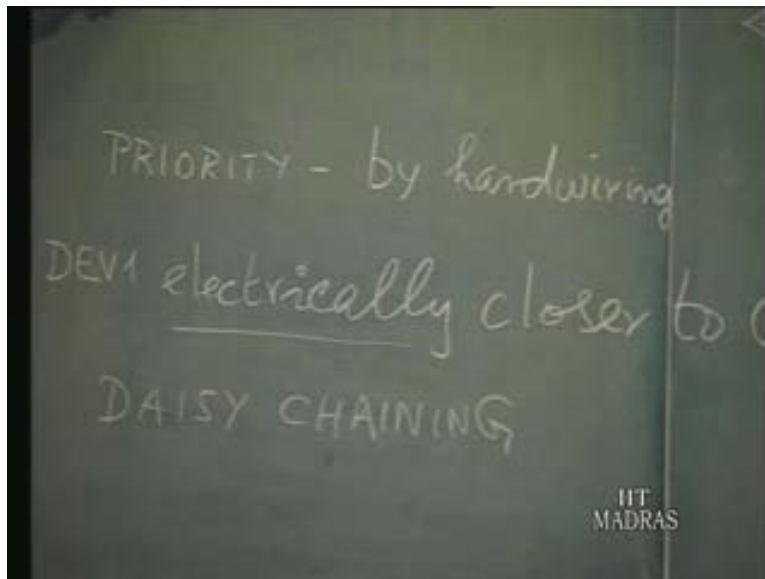 PRIORITY - by hardwiring
DEV1 electrically closer to
DAISY CHAINING
IIT
MADRAS